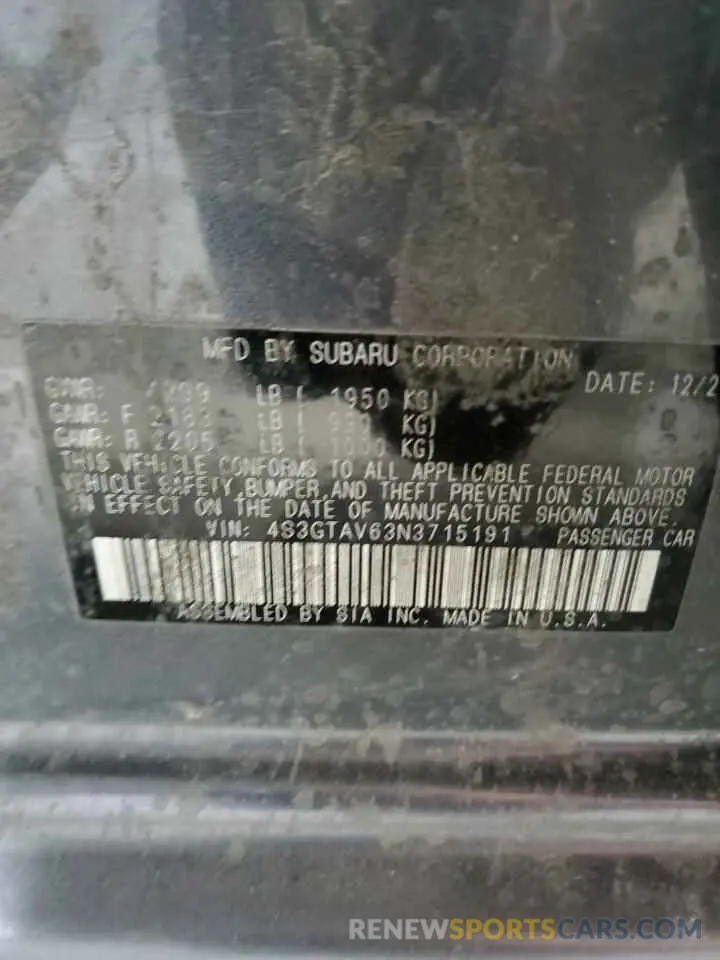 MFD BY SUBARU CORPORATION
DATE: 12/2
GVWR: LB ( 1950 KG)
GAWR: F 2183 LB ( KG)
GAWR: R 2205 LB ( KG)
THIS VEHICLE CONFORMS TO ALL APPLICABLE FEDERAL MOTOR
VEHICLE SAFETY, BUMPER, AND THEFT PREVENTION STANDARDS
IN EFFECT ON THE DATE OF MANUFACTURE SHOWN ABOVE.
VIN: 4S3GTAV63N3715191 PASSENGER CAR
ASSEMBLED BY SIA INC. MADE IN U.S.A.
RENEWSPORTSCARS.COM